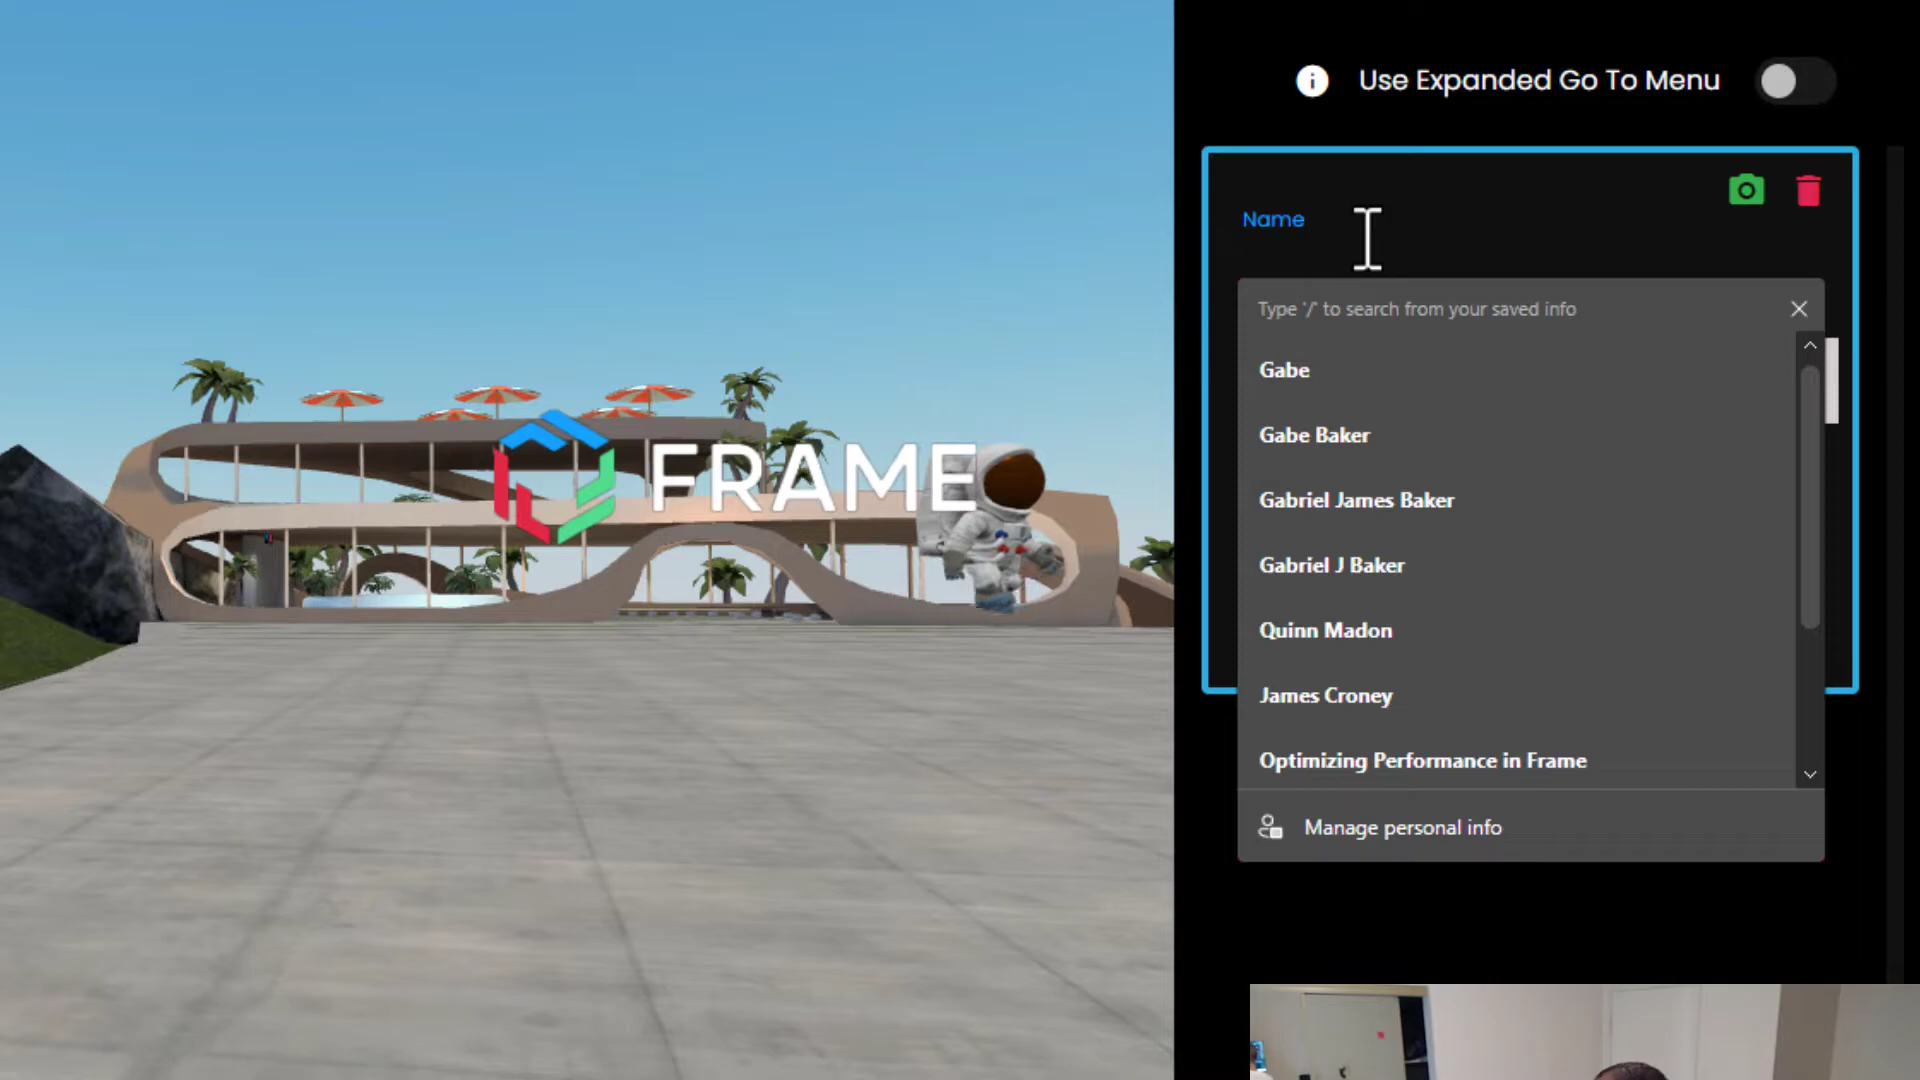 Use Expanded Go To Menu
Name
Type '/' to search from your saved info
Gabe
Gabe Baker
Gabriel James Baker
Gabriel J Baker
Quinn Madon
James Croney
Optimizing Performance in Frame
Manage personal info
FRAME